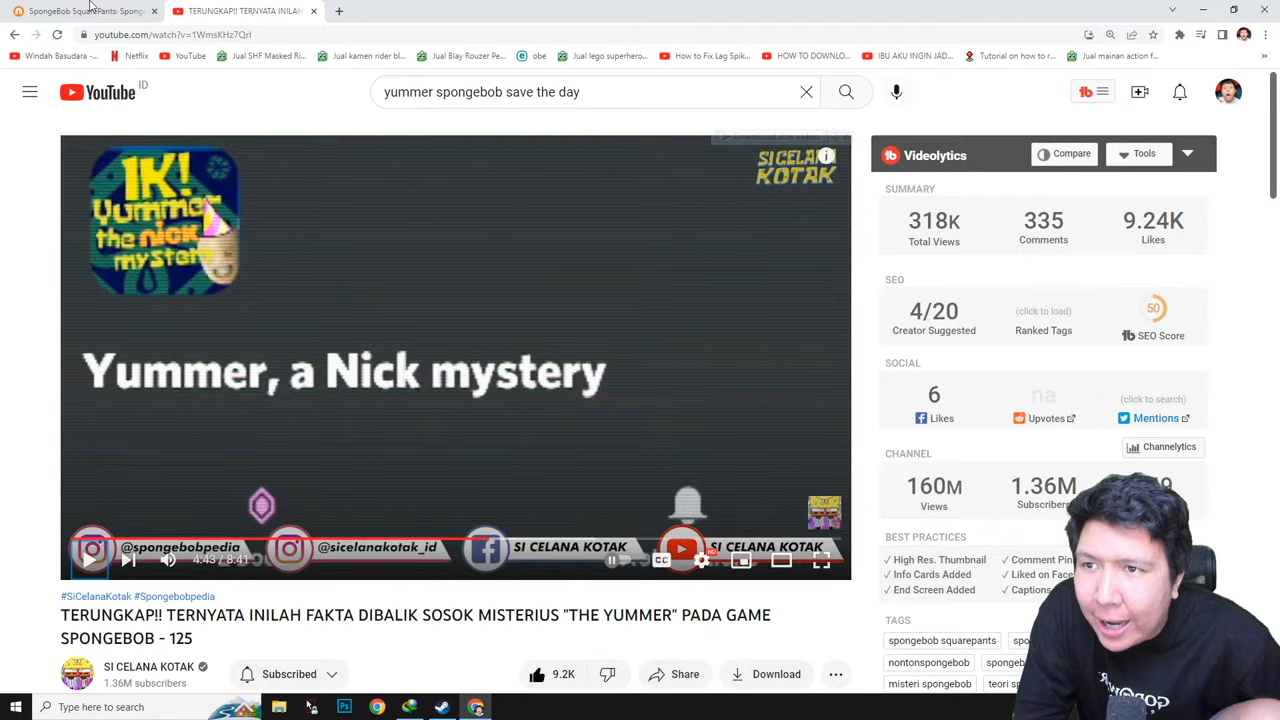 SpongeBob SquarePants: Spong
TERUNGKAP!! TERNYATA INILAH
youtube.com/watch?v=1WmsKHz7QrI
Windah Basudara -...
Netflix
YouTube
Jual SHF Masked Ri...
Jual kamen rider bl...
Jual Blay Rouzer Pe...
obe
Jual lego superhero...
How to Fix Lag Spik...
HOW TO DOWNLO...
IBU AKU INGIN JAD...
Tutorial on how to r...
Jual mainan action f...
YouTube ID
yummer spongebob save the day
Download this video
SI CELANA
KOTAK
1K!
Yummer
the nick
mystery
Yummer, a Nick mystery
@spongebobpedia
@sicelanakotak_id
SI CELANA KOTAK
SI CELANA KOTAK
4:43 / 8:41
CC
HD
#SiCelanaKotak #Spongebobpedia
TERUNGKAP!! TERNYATA INILAH FAKTA DIBALIK SOSOK MISTERIUS "THE YUMMER" PADA GAME
SPONGEBOB - 125
SI CELANA KOTAK
1.36M subscribers
Subscribed
9.2K
Share
Download
Videolytics
Compare
Tools
SUMMARY
318K
335
9.24K
Total Views
Comments
Likes
SEO
4/20
(click to load)
50
Creator Suggested
Ranked Tags
SEO Score
SOCIAL
6
na
(click to search)
Likes
Upvotes
Mentions
CHANNEL
Channelytics
160M
1.36M
Views
Subscribers
BEST PRACTICES
✓ High Res. Thumbnail
✓ Comment Pin
✓ Info Cards Added
✓ Liked on Face
✓ End Screen Added
✓ Captions
TAGS
spongebob squarepants
nontonspongebob
misteri spongebob
Type here to search